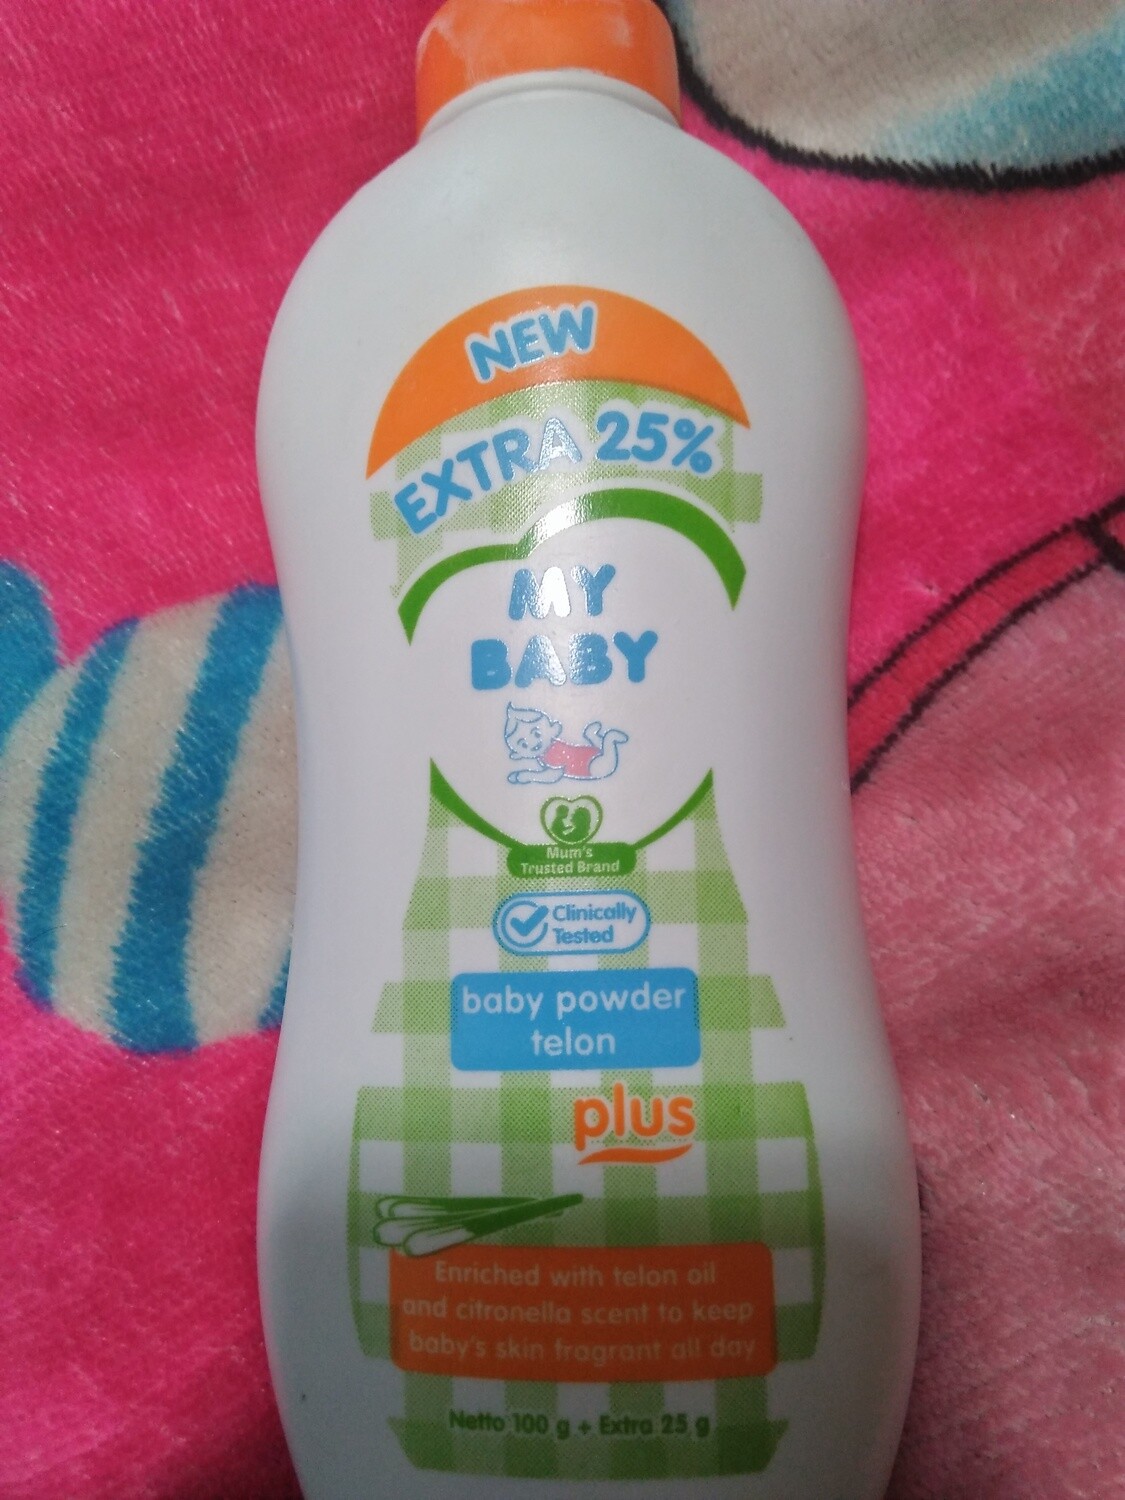 NEW
EXTRA 25%
MY
BABY
Mum's
Trusted Brand
Clinically
Tested
baby powder
telon
plus
Enriched with telon oil
and citronella scent to keep
baby's skin fragrant all day
Netto 100 g + Extra 25 g